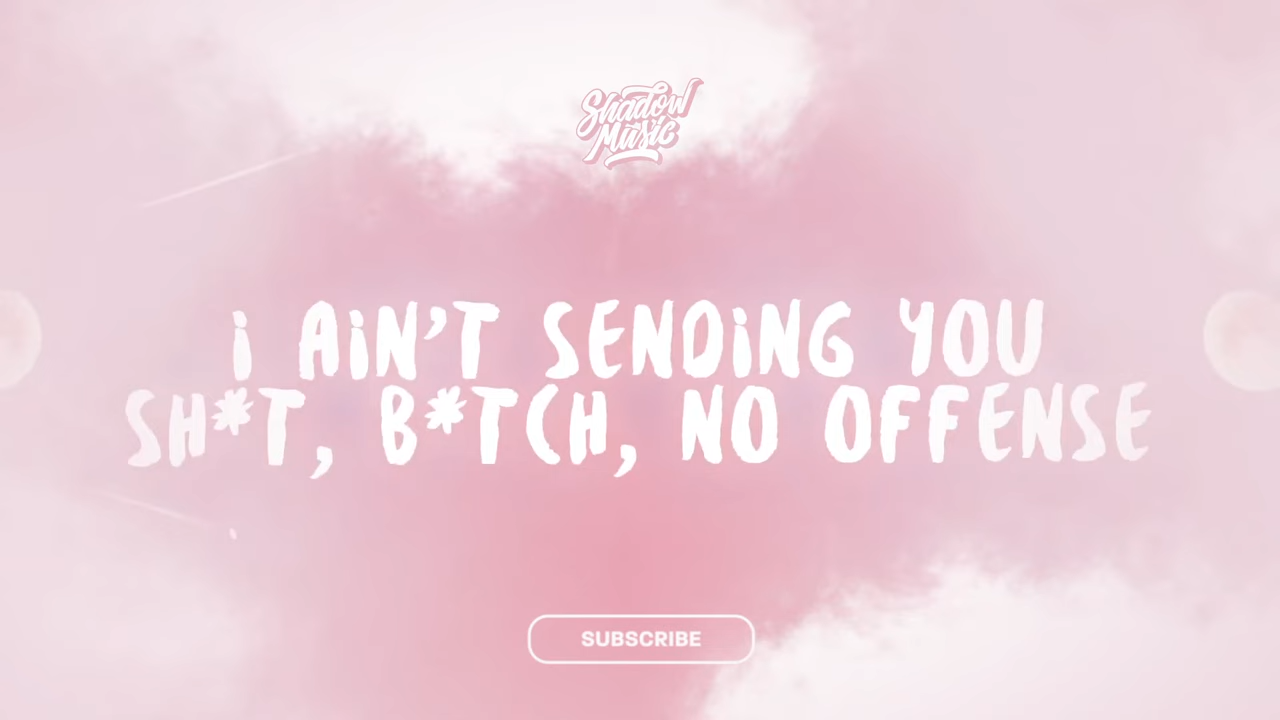 Shadow
Music
i AiN'T SENDiNG YOU
SH*T, B*TCH, NO OFFENSE
SUBSCRIBE